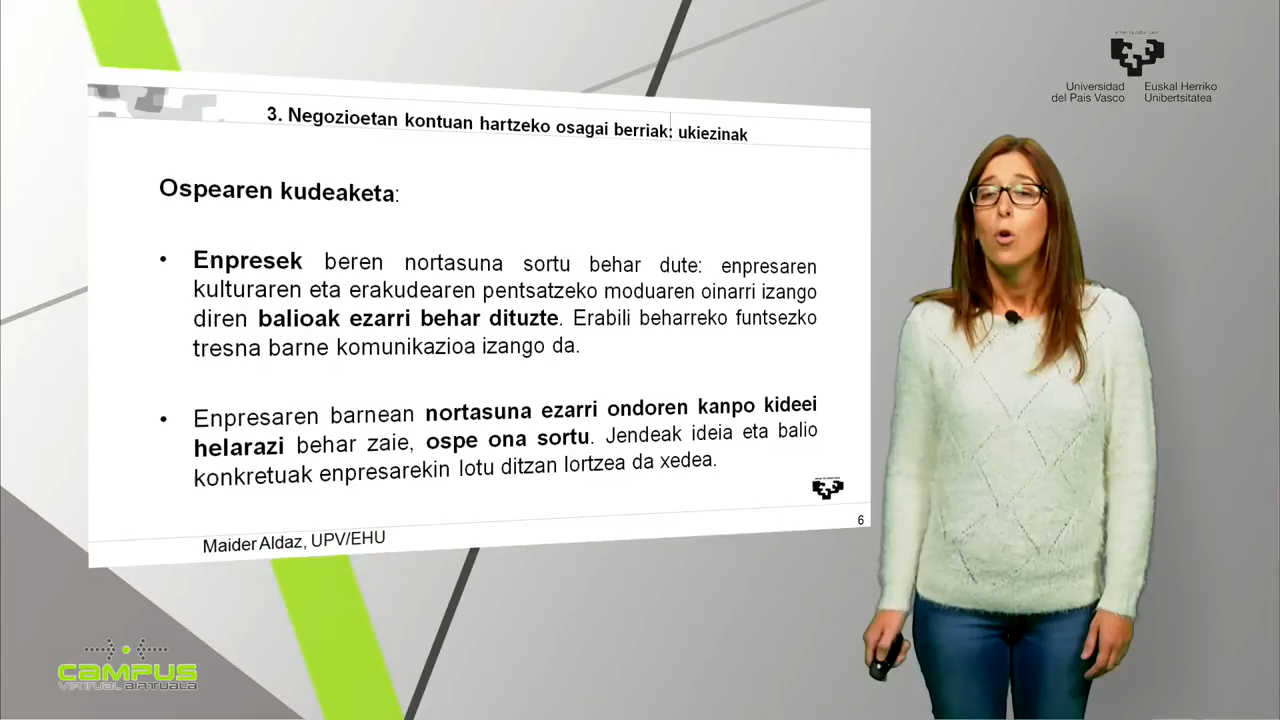 Universidad
del País Vasco
Euskal Herriko
Unibertsitatea
3. Negozioetan kontuan hartzeko osagai berriak: ukiezinak
Ospearen kudeaketa:
• Enpresek beren nortasuna sortu behar dute: enpresaren
kulturaren eta erakudearen pentsatzeko moduaren oinarri izango
diren balioak ezarri behar dituzte. Erabili beharreko funtsezko
tresna barne komunikazioa izango da.
• Enpresaren barnean nortasuna ezarri ondoren kanpo kideei
helarazi behar zaie, ospe ona sortu. Jendeak ideia eta balio
konkretuak enpresarekin lotu ditzan lortzea da xedea.
6
Maider Aldaz, UPV/EHU
CAMPUS
VIRTUAL BIRTUALA